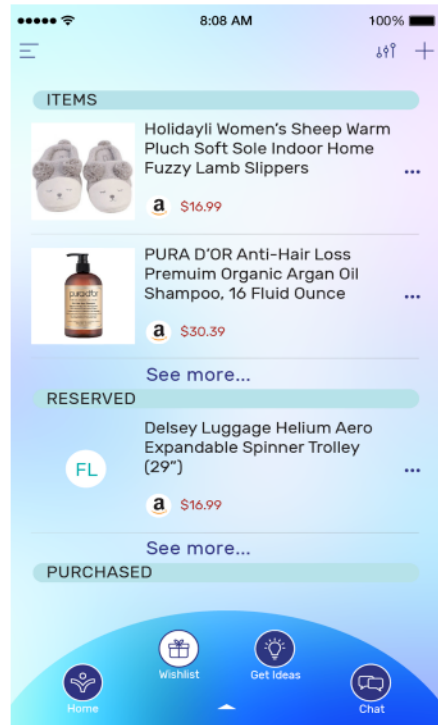 8:08 AM
100%
ITEMS
Holidayli Women's Sheep Warm
Pluch Soft Sole Indoor Home
Fuzzy Lamb Slippers
a $16.99
PURA D'OR Anti-Hair Loss
Premuim Organic Argan Oil
Shampoo, 16 Fluid Ounce
pura d'or
a $30.39
See more...
RESERVED
Delsey Luggage Helium Aero
Expandable Spinner Trolley
(29")
FL
a $16.99
See more...
PURCHASED
Wishlist
Get Ideas
Home
Chat